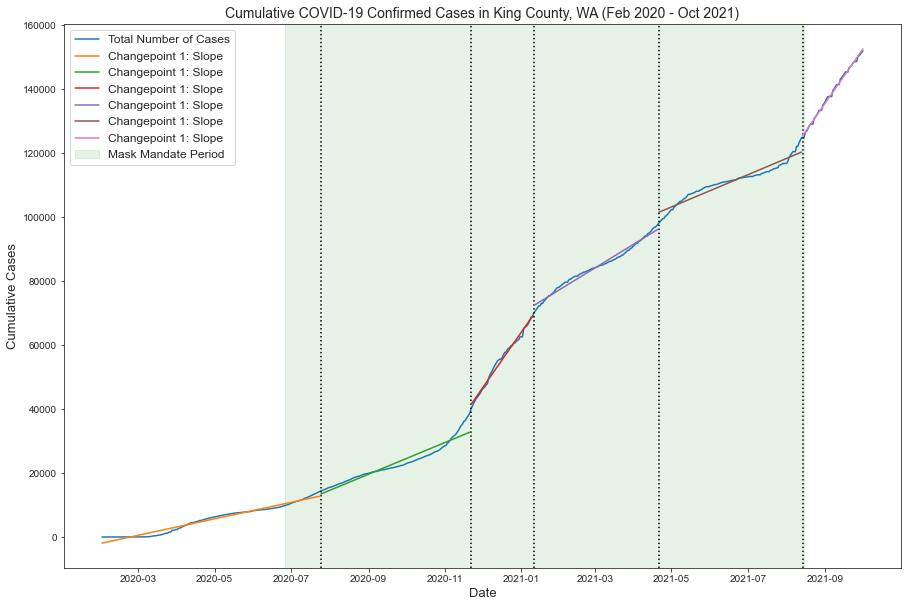 Cumulative COVID-19 Confirmed Cases in King County, WA (Feb 2020 - Oct 2021)
160000
140000
120000
100000
80000
60000
40000
20000
0
Cumulative Cases
Total Number of Cases
Changepoint 1: Slope
Changepoint 1: Slope
Changepoint 1: Slope
Changepoint 1: Slope
Changepoint 1: Slope
Changepoint 1: Slope
Mask Mandate Period
2020-03 2020-05 2020-07 2020-09 2020-11 2021-01 2021-03 2021-05 2021-07 2021-09
Date